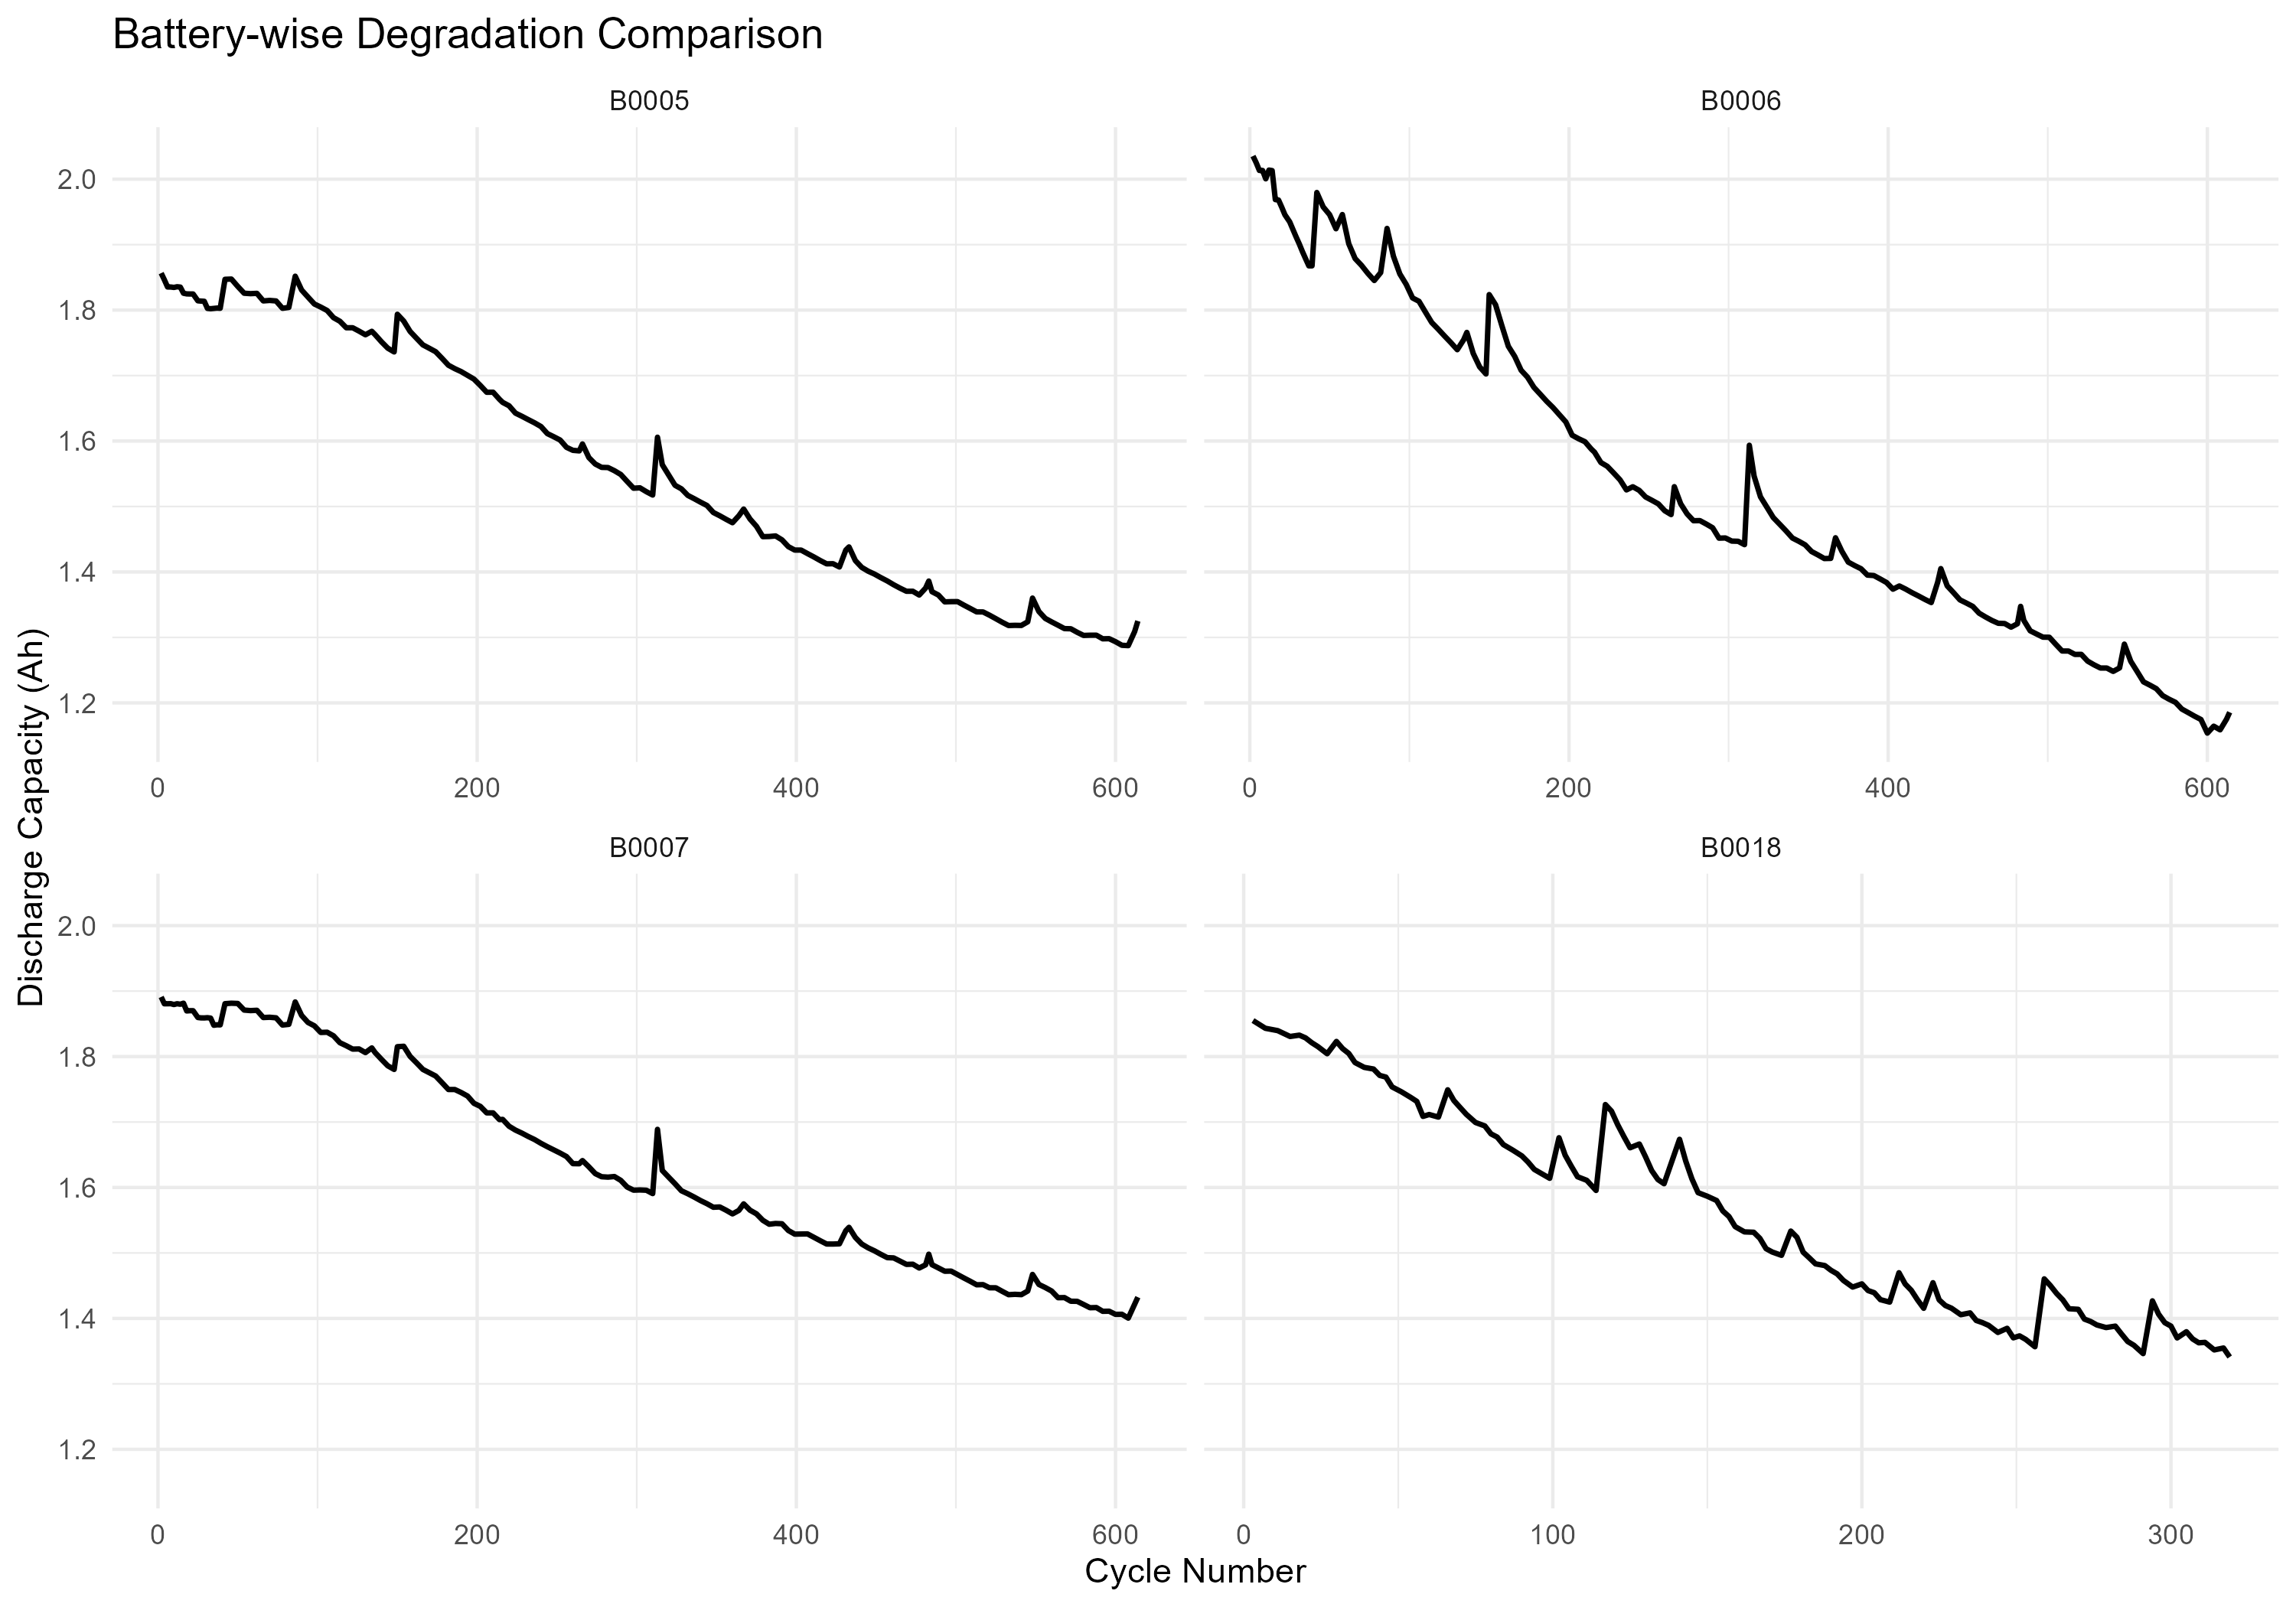 Battery-wise Degradation Comparison
B0005
B0006
2.0
1.8
1.6
1.4
1.2
0 200 400 600
0 200 400 600
Discharge Capacity (Ah)
B0007
B0018
2.0
1.8
1.6
1.4
1.2
0 200 400 600
0 100 200 300
Cycle Number